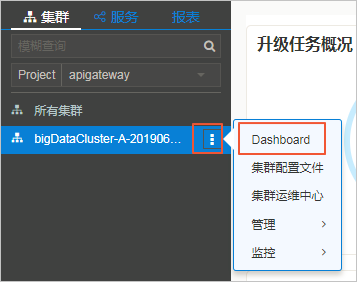 集群 服务 报表
模糊查询
Project apigateway
所有集群
bigDataCluster-A-201906...
升级任务概况
Dashboard
集群配置文件
集群运维中心
管理
监控